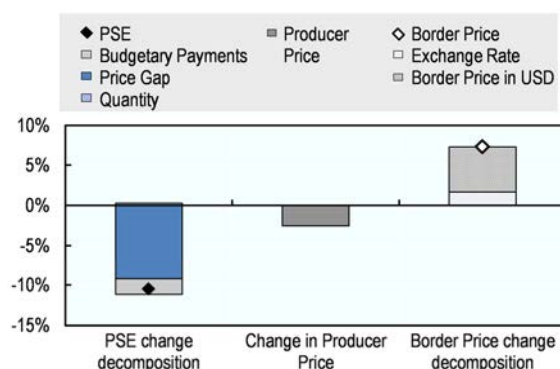 PSE
Budgetary Payments
Price Gap
Quantity
Producer
Price
Border Price
Exchange Rate
Border Price in USD
10%
5%
0%
-5%
-10%
-15%
PSE change
decomposition
Change in Producer
Price
Border Price change
decomposition